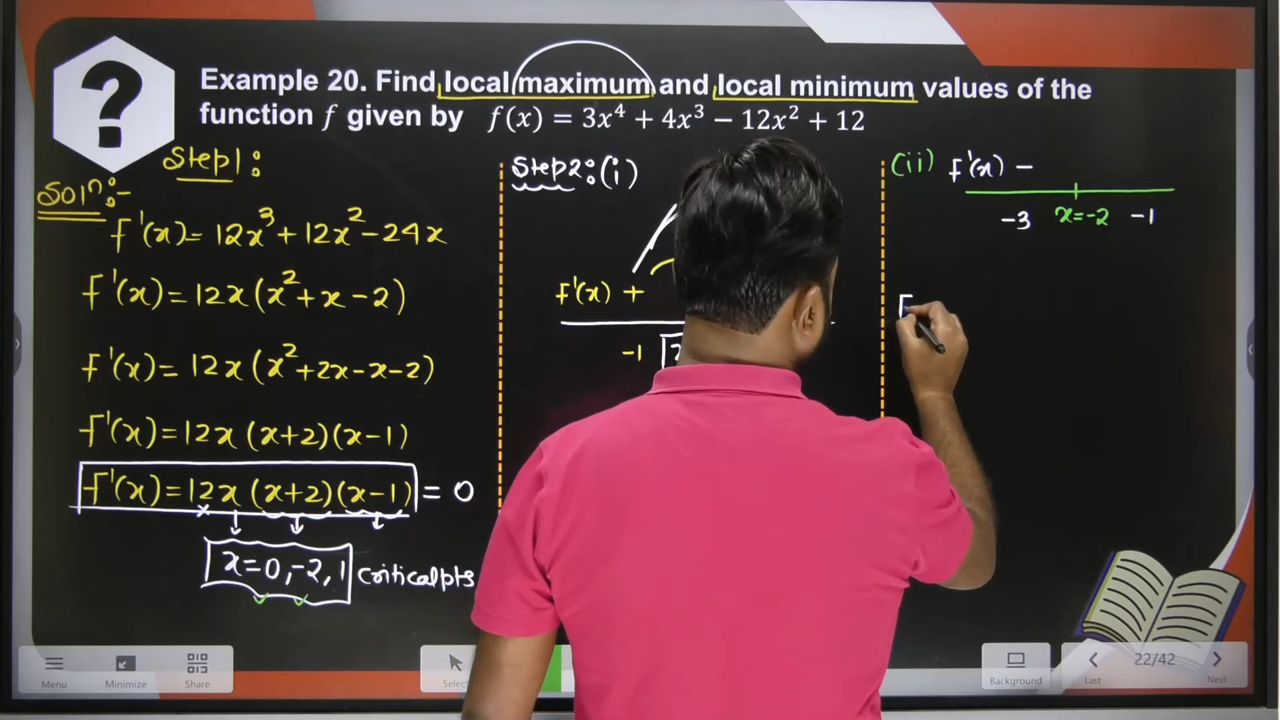 ?
Example 20. Find local maximum and local minimum values of the
function f given by f(x) = 3x⁴ + 4x³ − 12x² + 12
Step1:
Solⁿ:-
f'(x)= 12x³+12x²-24x
f'(x)=12x(x²+x-2)
f'(x)=12x(x²+2x-x-2)
f'(x)=12x(x+2)(x-1)
f'(x)=12x(x+2)(x-1) = 0
x=0,-2,1 critical pts
Step2:(i)
f'(x) +
-1
(ii) f'(x) -
-3 x=-2 -1
Menu
Minimize
Share
Background
Last
22/42
Next